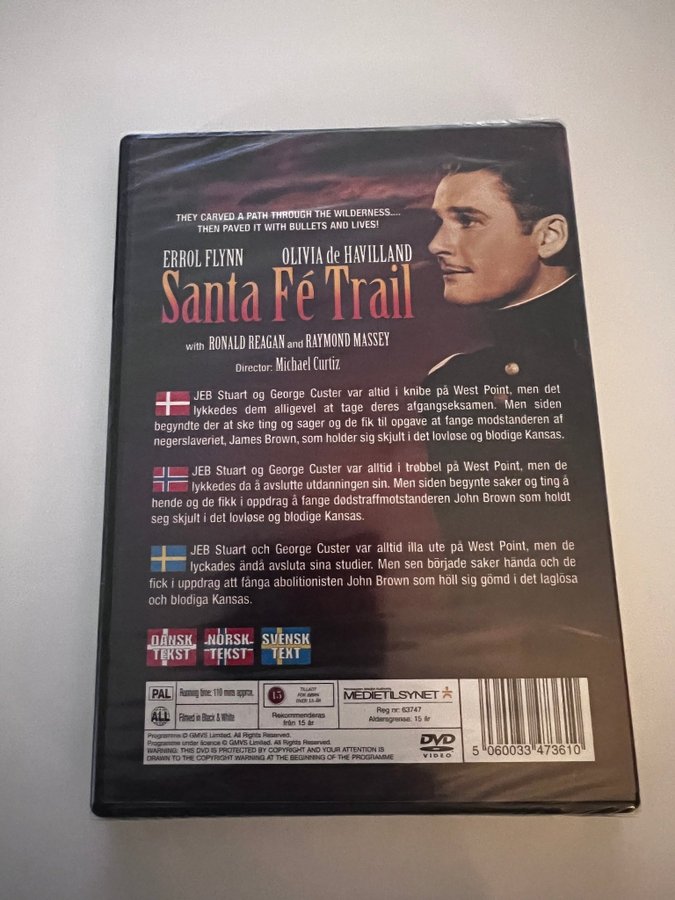 THEY CARVED A PATH THROUGH THE WILDERNESS....
THEN PAVED IT WITH BULLETS AND LIVES!
ERROL FLYNN OLIVIA de HAVILLAND
Santa Fé Trail
with RONALD REAGAN and RAYMOND MASSEY
Director: Michael Curtiz
JEB Stuart og George Custer var altid i knibe på West Point, men det
lykkedes dem alligevel at tage deres afgangseksamen. Men siden
begyndte der at ske ting og sager og de fik til opgave at fange modstanderen af
negerslaveriet, James Brown, som holder sig skjult i det lovløse og blodige Kansas.
JEB Stuart og George Custer var alltid i trøbbel på West Point, men de
lykkedes da å avslutte utdanningen sin. Men siden begynte saker og ting å
hende og de fikk i oppdrag å fange dødstraffmotstanderen John Brown som holdt
seg skjult i det lovløse og blodige Kansas.
JEB Stuart och George Custer var alltid illa ute på West Point, men de
lyckades ändå avsluta sina studier. Men sen började saker hända och de
fick i uppdrag att fånga abolitionisten John Brown som höll sig gömd i det laglösa
och blodiga Kansas.
DANSK TEKST NORSK TEKST SVENSK TEXT
PAL Running time: 110 mins approx. 15 TILLADT FOR BØRN OVER 15 ÅR MEDIETILSYNET
ALL Filmed in Black & White Rekommenderas från 15 år Reg nr: 63747 Aldersgrense: 15 år
Programme © GMVS Limited. All Rights Reserved.
Programme under licence © GMVS Limited. All Rights Reserved.
WARNING: THIS DVD IS PROTECTED BY COPYRIGHT AND YOUR ATTENTION IS
DRAWN TO THE COPYRIGHT WARNING AT THE BEGINNING OF THE PROGRAMME
DVD VIDEO
5 060033 473610